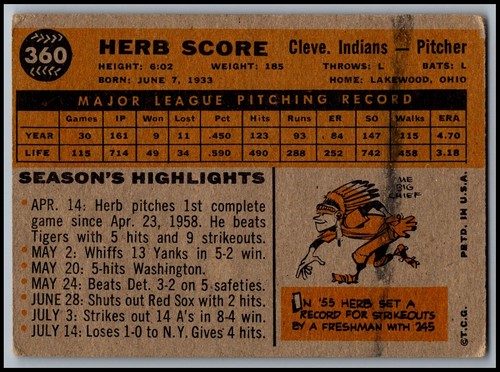 360
HERB SCORE Cleve. Indians — Pitcher
HEIGHT: 6:02 WEIGHT: 185 THROWS: L BATS: L
BORN: JUNE 7, 1933 HOME: LAKEWOOD, OHIO
MAJOR LEAGUE PITCHING RECORD
Games IP Won Lost Pct Hits Runs ER SO Walks ERA
YEAR 30 161 9 11 .450 123 93 84 147 115 4.70
LIFE 115 714 49 34 .590 490 288 252 742 458 3.18
SEASON'S HIGHLIGHTS
• APR. 14: Herb pitches 1st complete
game since Apr. 23, 1958. He beats
Tigers with 5 hits and 9 strikeouts.
• MAY 2: Whiffs 13 Yanks in 5-2 win.
• MAY 20: 5-hits Washington.
• MAY 24: Beats Det. 3-2 on 5 safeties.
• JUNE 28: Shuts out Red Sox with 2 hits.
• JULY 3: Strikes out 14 A's in 8-4 win.
• JULY 14: Loses 1-0 to N.Y. Gives 4 hits.
ME
BIG
CHIEF
IN '55 HERB SET A
RECORD FOR STRIKEOUTS
BY A FRESHMAN WITH 245
©T.C.G. PRTD. IN U.S.A.